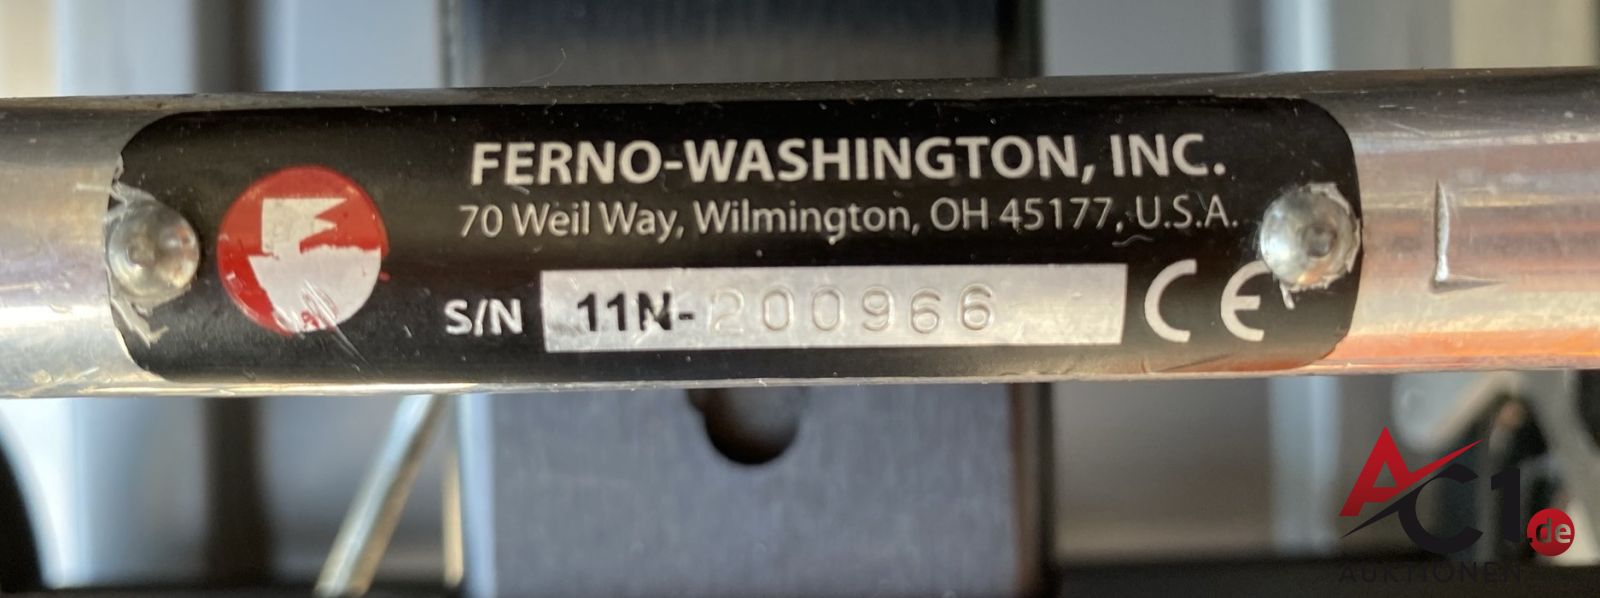 FERNO-WASHINGTON, INC.
70 Weil Way, Wilmington, OH 45177, U.S.A.
S/N 11N-200966 CE
L
AC1.de
AUKTIONEN